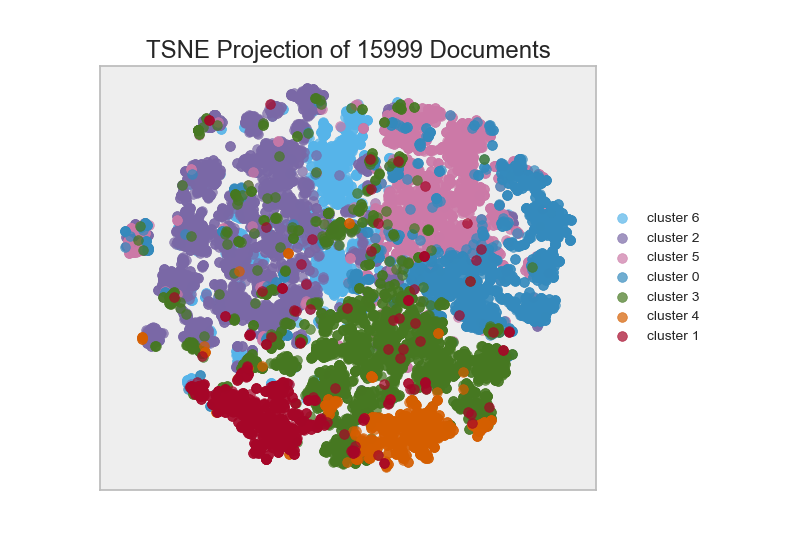 TSNE Projection of 15999 Documents
cluster 6
cluster 2
cluster 5
cluster 0
cluster 3
cluster 4
cluster 1